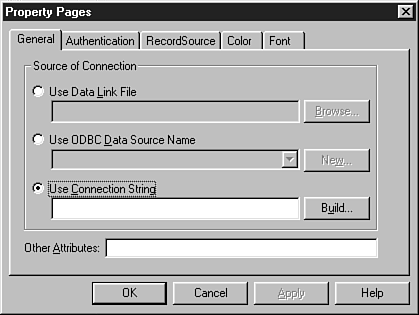 Property Pages
General Authentication RecordSource Color Font
Source of Connection
Use Data Link File
Browse...
Use ODBC Data Source Name
New...
Use Connection String
Build...
Other Attributes:
OK Cancel Apply Help